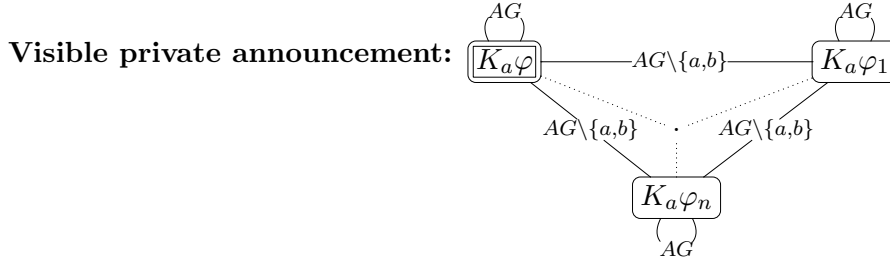 AG AG
Visible private announcement: K_aφ AG\{a,b} K_aφ_1
AG\{a,b} AG\{a,b}
K_aφ_n
AG